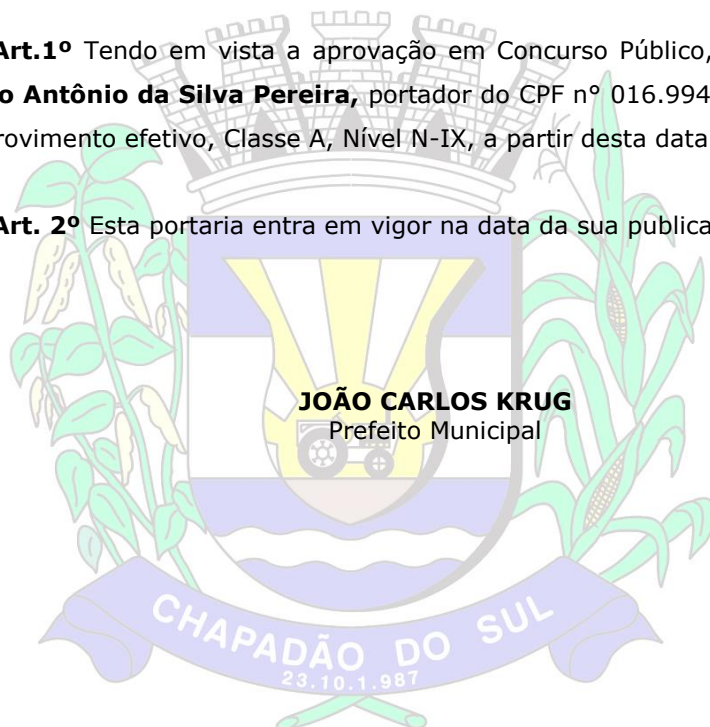 Art.1º Tendo em vista a aprovação em Concurso Público,
o Antônio da Silva Pereira, portador do CPF n° 016.994
rovimento efetivo, Classe A, Nível N-IX, a partir desta data
Art. 2º Esta portaria entra em vigor na data da sua publica
JOÃO CARLOS KRUG
Prefeito Municipal
CHAPADÃO DO SUL
23.10.1.987